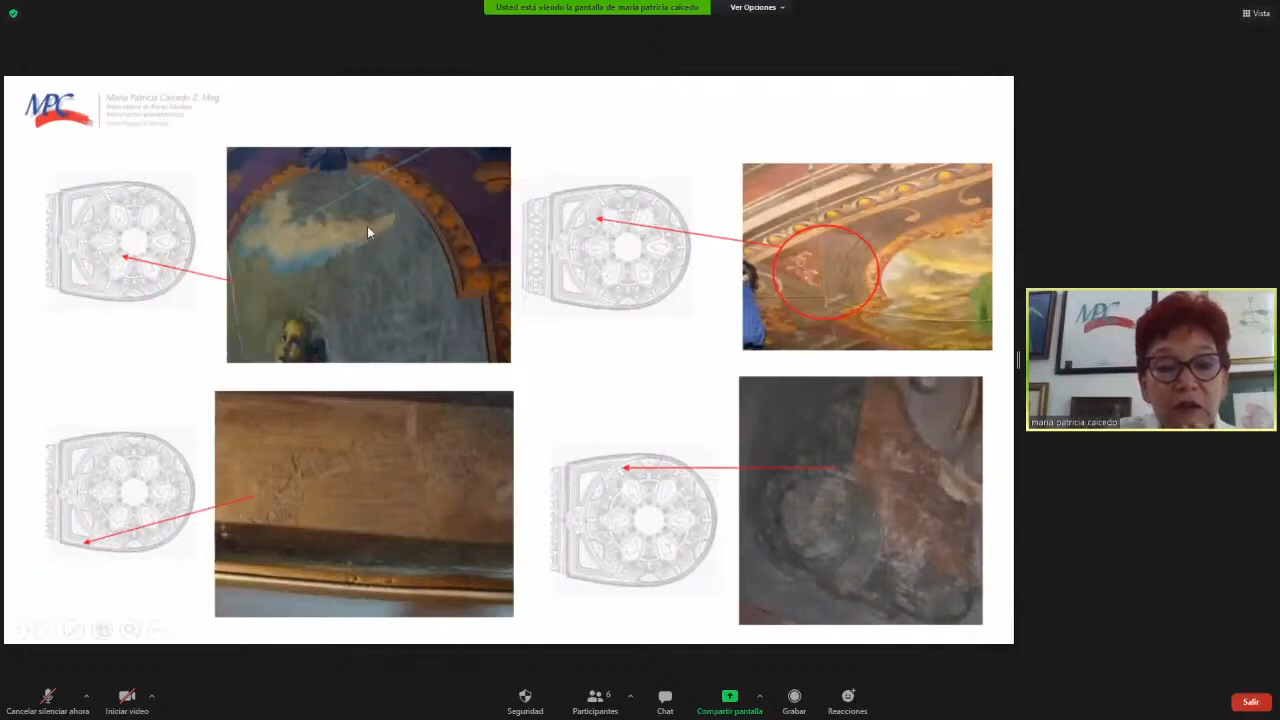 Usted está viendo la pantalla de maria patricia caicedo
Ver Opciones
Vista
MPC
María Patricia Caicedo Z. Mag.
MPC
maria patricia caicedo
Cancelar silenciar ahora
Iniciar video
Seguridad
Participantes
6
Chat
Compartir pantalla
Grabar
Reacciones
Salir